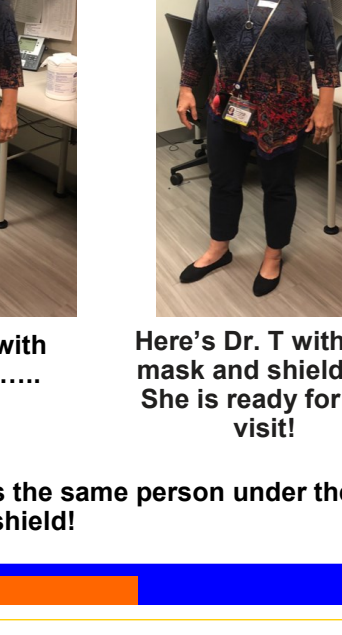 with
…..
Here’s Dr. T with
mask and shield
She is ready for
visit!
s the same person under the
shield!